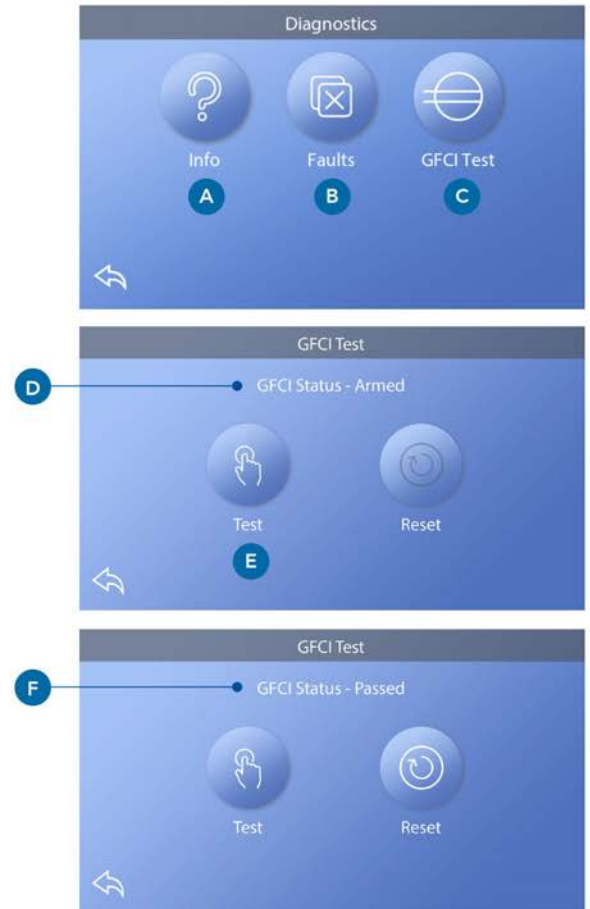 Diagnostics
Info Faults GFCI Test
A B C
GFCI Test
D GFCI Status - Armed
Test Reset
E
GFCI Test
F GFCI Status - Passed
Test Reset